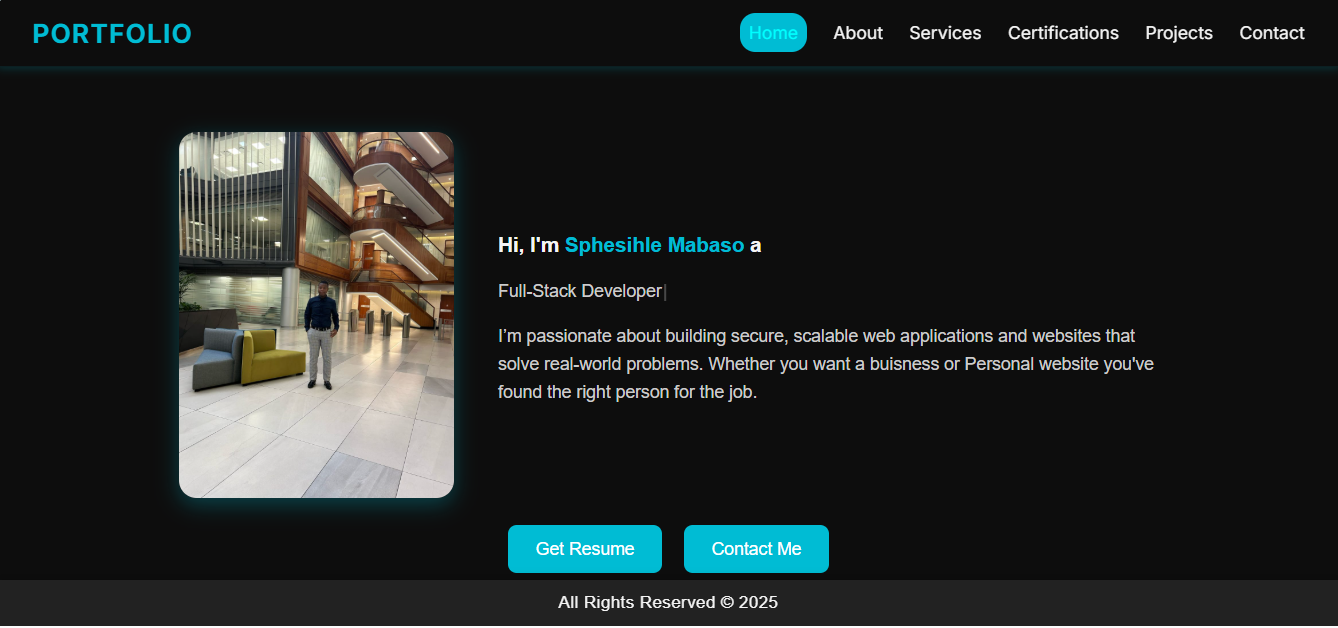 PORTFOLIO
Home About Services Certifications Projects Contact
Hi, I'm Sphesihle Mabaso a
Full-Stack Developer|
I’m passionate about building secure, scalable web applications and websites that
solve real-world problems. Whether you want a buisness or Personal website you've
found the right person for the job.
Get Resume
Contact Me
All Rights Reserved © 2025